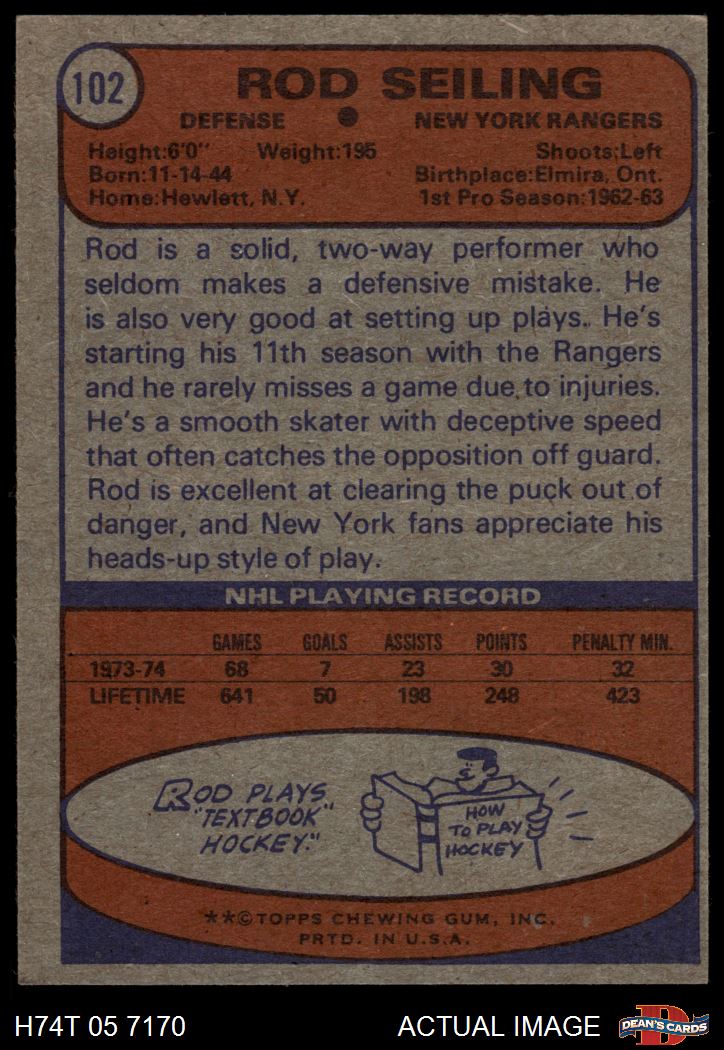 102
ROD SEILING
DEFENSE ● NEW YORK RANGERS
Height:6'0" Weight:195 Shoots:Left
Born:11-14-44 Birthplace:Elmira, Ont.
Home:Hewlett, N.Y. 1st Pro Season:1962-63
Rod is a solid, two-way performer who
seldom makes a defensive mistake. He
is also very good at setting up plays. He's
starting his 11th season with the Rangers
and he rarely misses a game due to injuries.
He's a smooth skater with deceptive speed
that often catches the opposition off guard.
Rod is excellent at clearing the puck out of
danger, and New York fans appreciate his
heads-up style of play.
NHL PLAYING RECORD
GAMES GOALS ASSISTS POINTS PENALTY MIN.
1973-74 68 7 23 30 32
LIFETIME 641 50 198 248 423
ROD PLAYS
"TEXTBOOK"
HOCKEY."
HOW
TO PLAY
HOCKEY
**©TOPPS CHEWING GUM, INC.
PRTD. IN U.S.A.
H74T 05 7170 ACTUAL IMAGE
D
DEAN'S CARDS